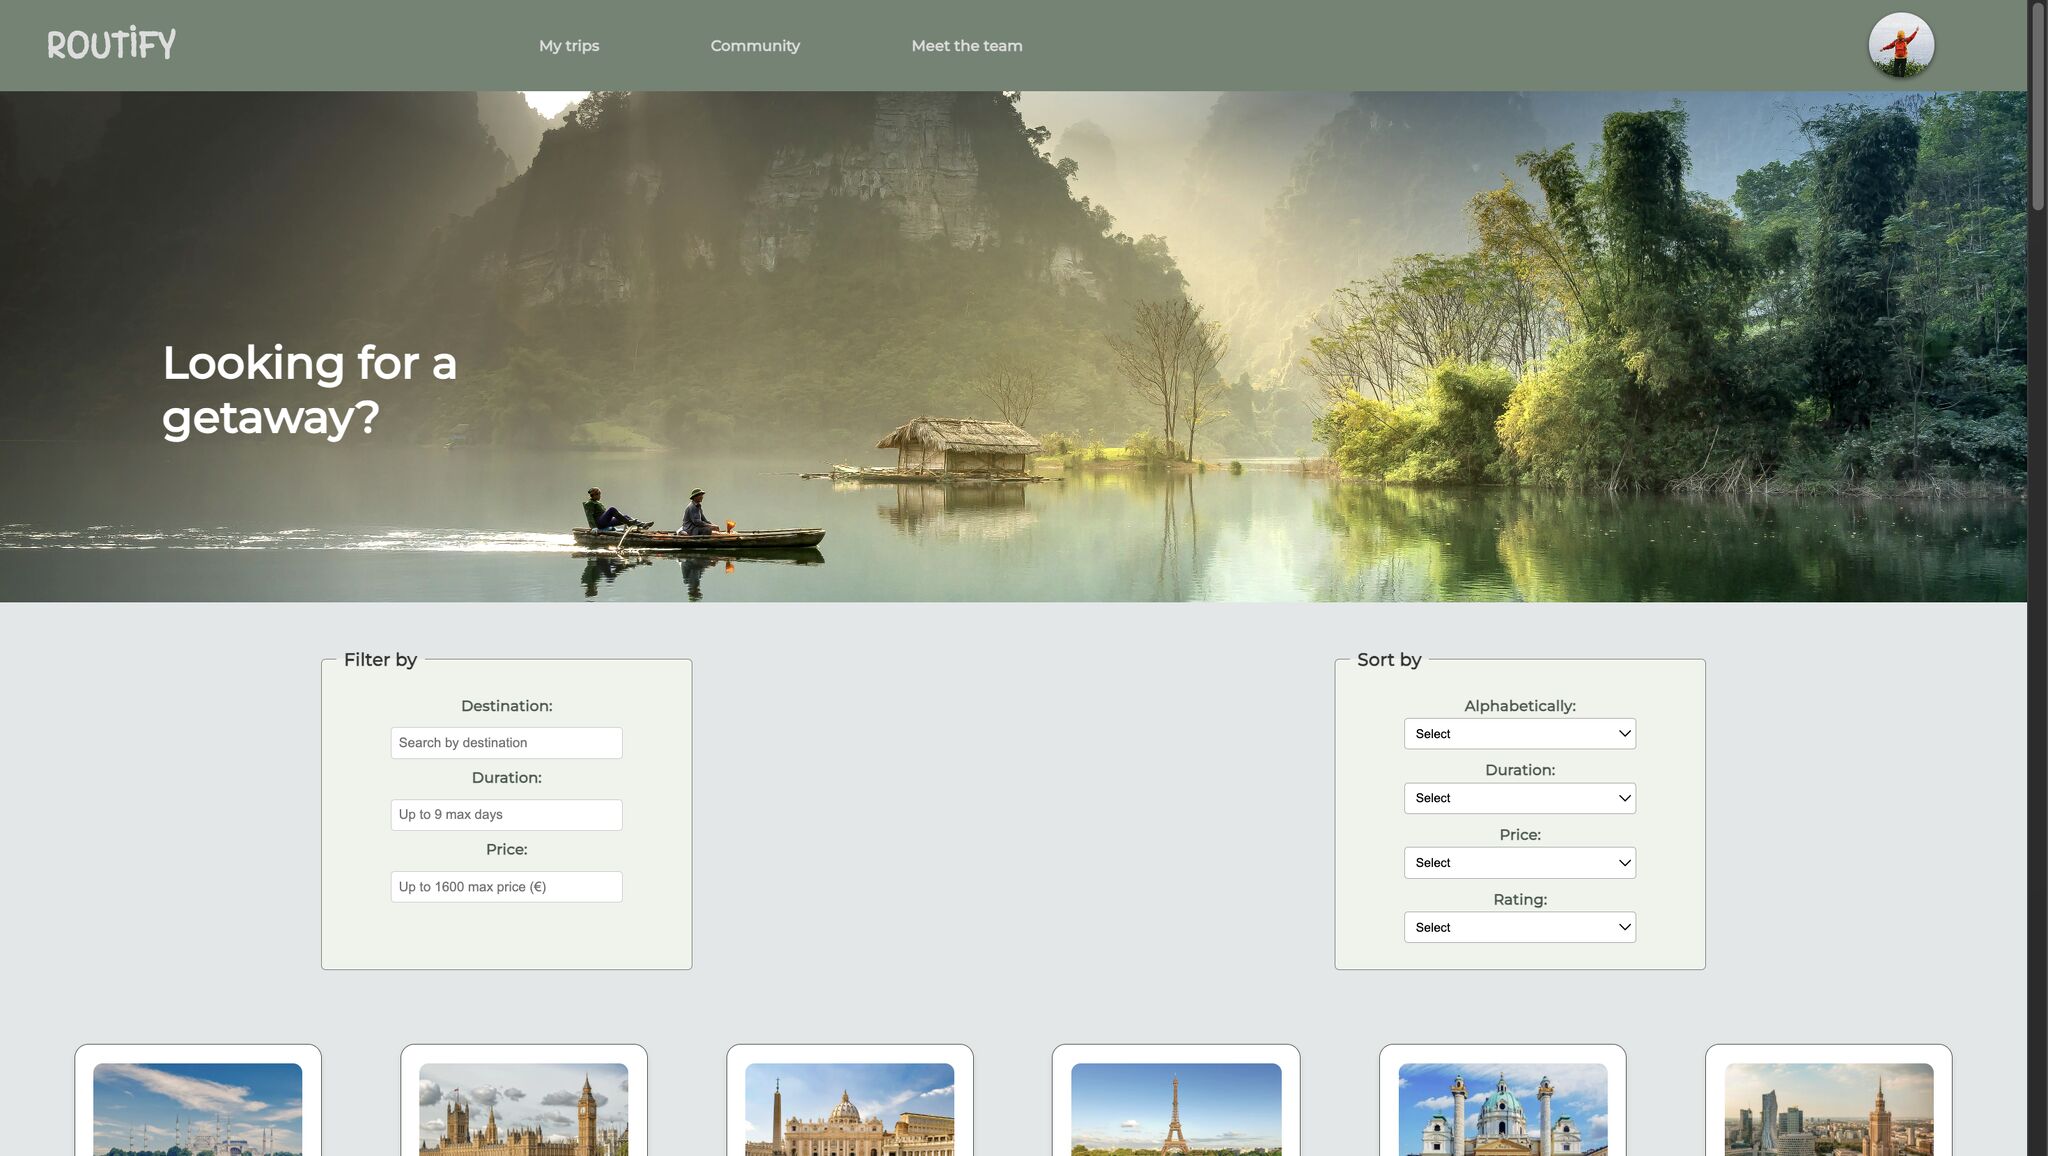 ROUTIFY
My trips
Community
Meet the team
Looking for a
getaway?
Filter by
Destination:
Search by destination
Duration:
Up to 9 max days
Price:
Up to 1600 max price (€)
Sort by
Alphabetically:
Select
Duration:
Select
Price:
Select
Rating:
Select